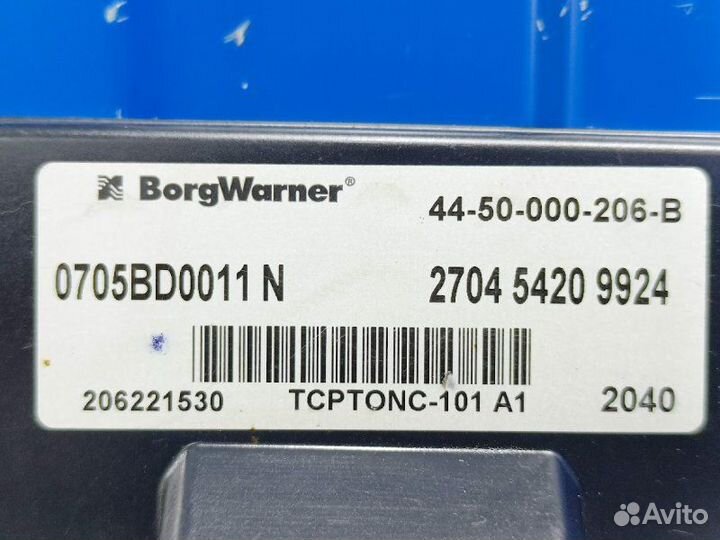 BorgWarner®
44-50-000-206-B
0705BD0011 N
2704 5420 9924
206221530
TCPTONC-101 A1
2040
Avito